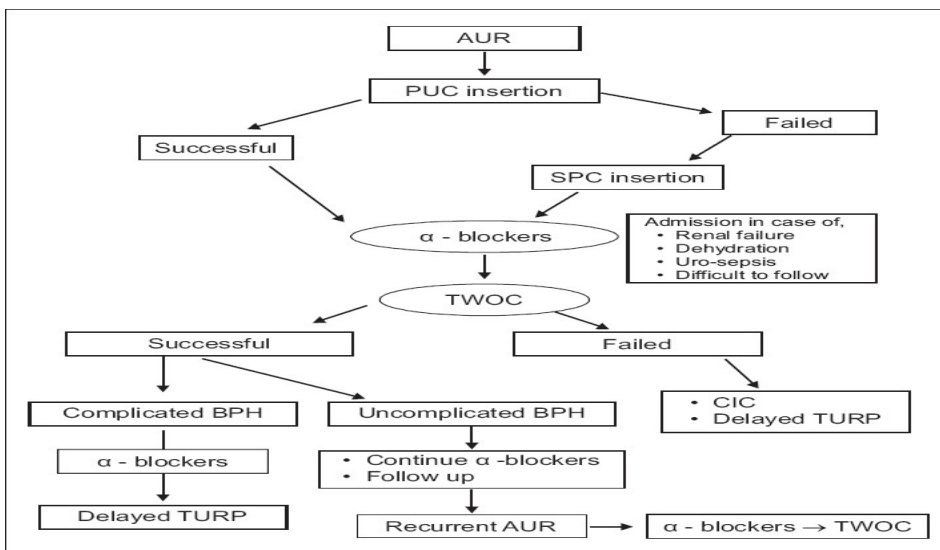 AUR
PUC insertion
Successful
Failed
SPC insertion
α - blockers
Admission in case of,
• Renal failure
• Dehydration
• Uro-sepsis
• Difficult to follow
TWOC
Successful
Failed
Complicated BPH
Uncomplicated BPH
• CIC
• Delayed TURP
α - blockers
• Continue α -blockers
• Follow up
Delayed TURP
Recurrent AUR
α - blockers → TWOC